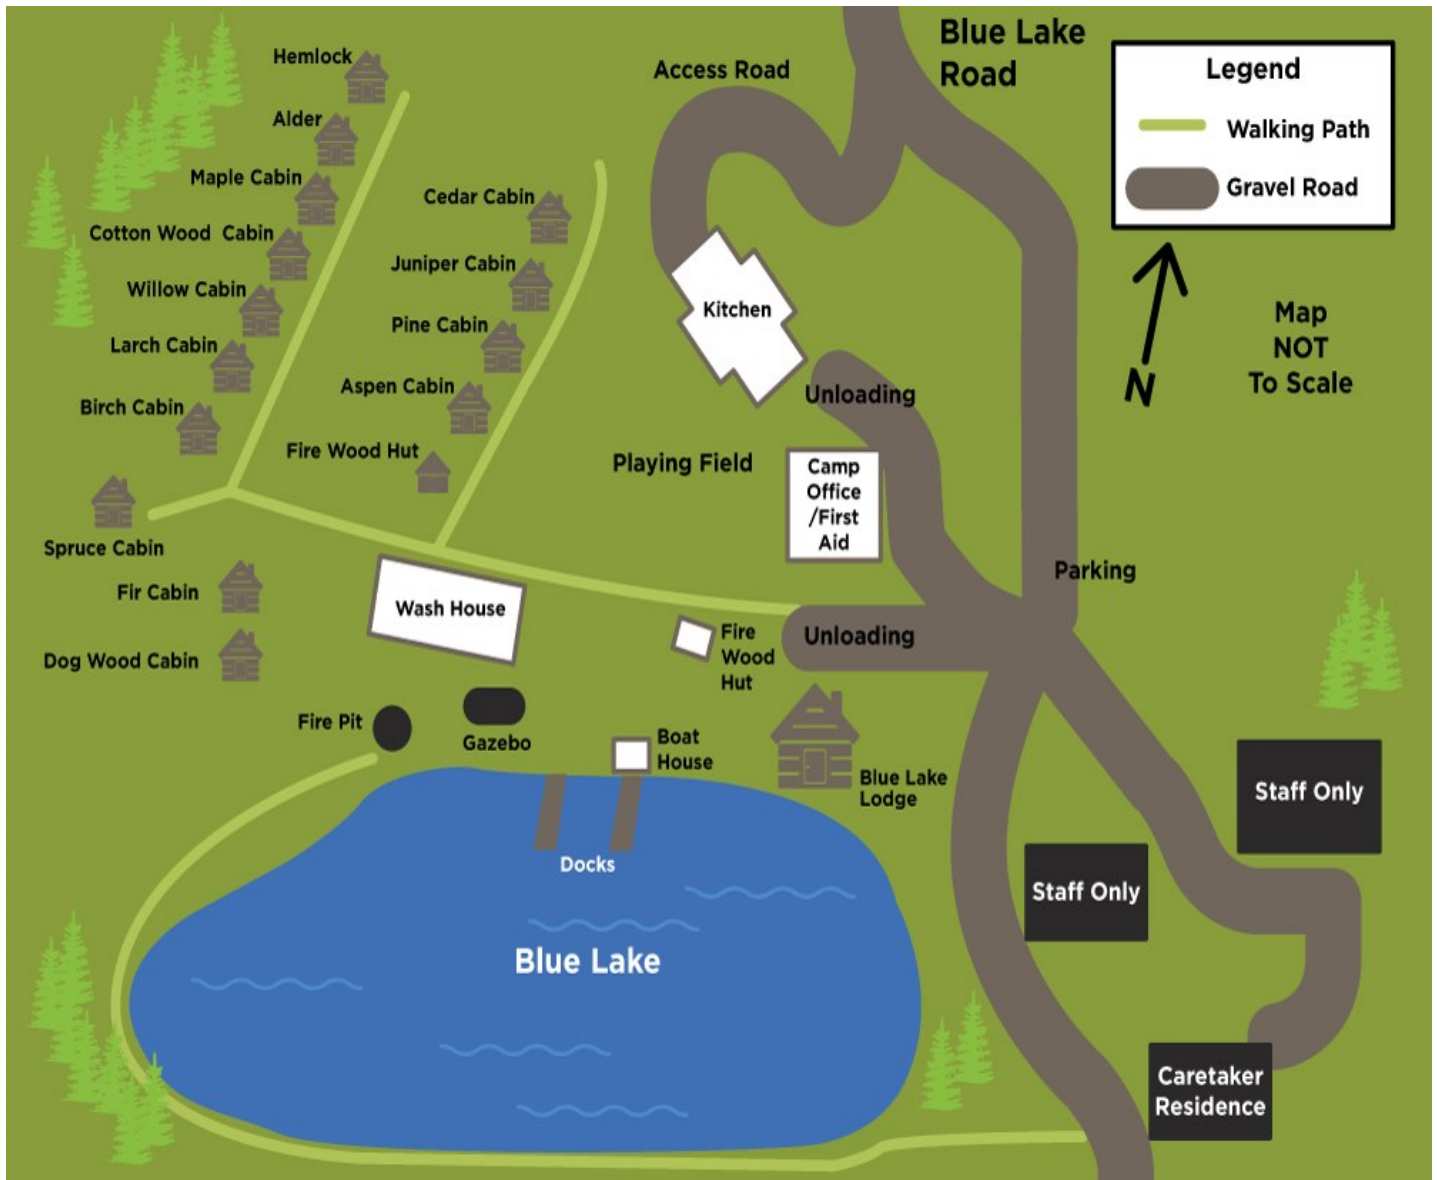 Blue Lake
Road
Access Road
Legend
Walking Path
Gravel Road
N
Map
NOT
To Scale
Hemlock
Alder
Maple Cabin
Cotton Wood  Cabin
Willow Cabin
Larch Cabin
Birch Cabin
Cedar Cabin
Juniper Cabin
Pine Cabin
Aspen Cabin
Fire Wood Hut
Kitchen
Unloading
Playing Field
Camp
Office
/First
Aid
Parking
Spruce Cabin
Fir Cabin
Dog Wood Cabin
Wash House
Fire
Wood
Hut
Unloading
Fire Pit
Gazebo
Boat
House
Blue Lake
Lodge
Docks
Blue Lake
Staff Only
Staff Only
Caretaker
Residence